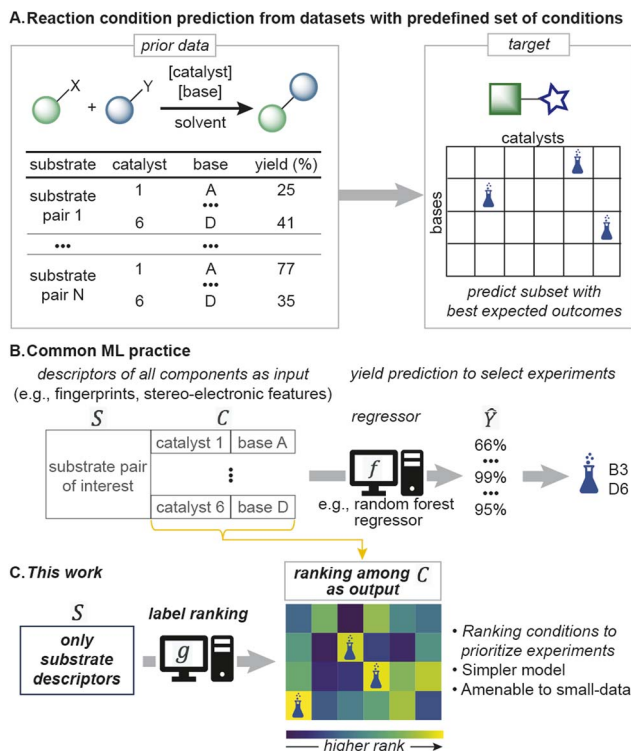 A. Reaction condition prediction from datasets with predefined set of conditions
prior data
X
Y
+
[catalyst]
[base]
solvent
substrate catalyst base yield (%)
substrate
pair 1
1 A 25
•••
6 D 41
••• •••
substrate
pair N
1 A 77
•••
6 D 35
target
catalysts
bases
predict subset with
best expected outcomes
B. Common ML practice
descriptors of all components as input
(e.g., fingerprints, stereo-electronic features)
yield prediction to select experiments
S C
substrate pair
of interest
catalyst 1 base A
catalyst 6 base D
regressor
f
e.g., random forest
regressor
Ŷ
66%
•••
99%
•••
95%
B3
D6
C. This work
S
only
substrate
descriptors
label ranking
g
ranking among C
as output
higher rank
• Ranking conditions to
prioritize experiments
• Simpler model
• Amenable to small-data